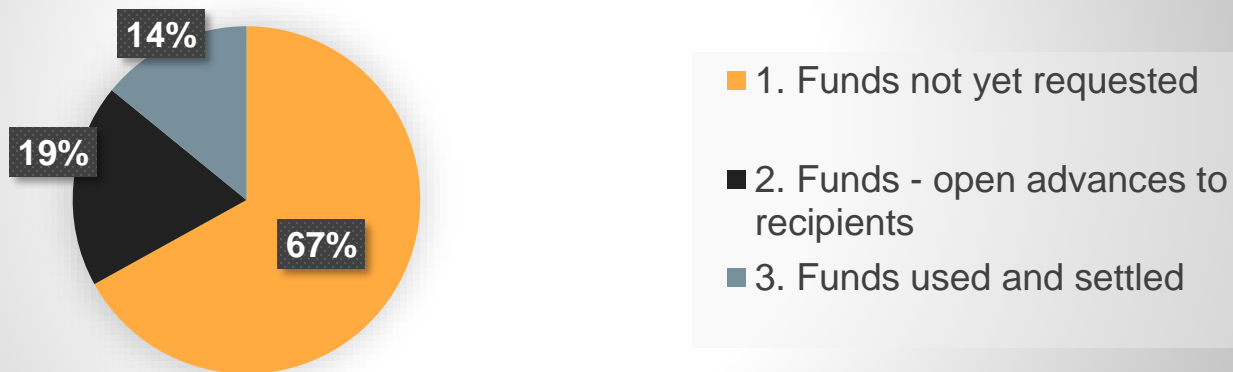 14%
19%
67%
1. Funds not yet requested
2. Funds - open advances to
recipients
3. Funds used and settled